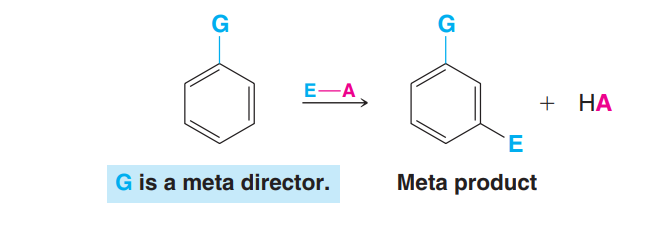 G
G
E—A
+ HA
E
G is a meta director.
Meta product